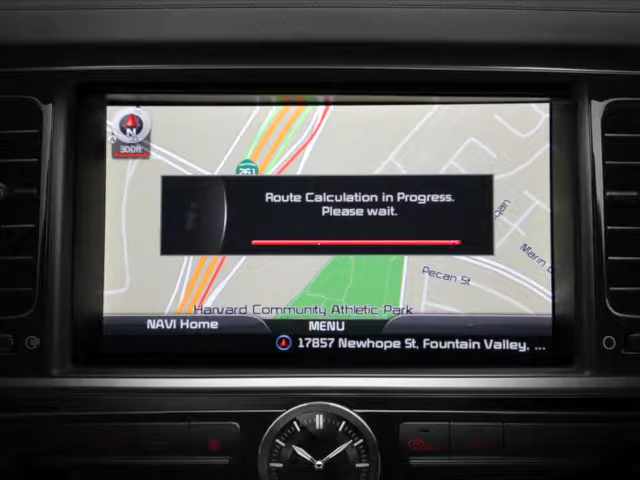 N
300ft
261
Route Calculation in Progress.
Please wait.
Marin
Pecan St
Harvard Community Athletic Park
NAVI Home
MENU
17857 Newhope St, Fountain Valley, ...